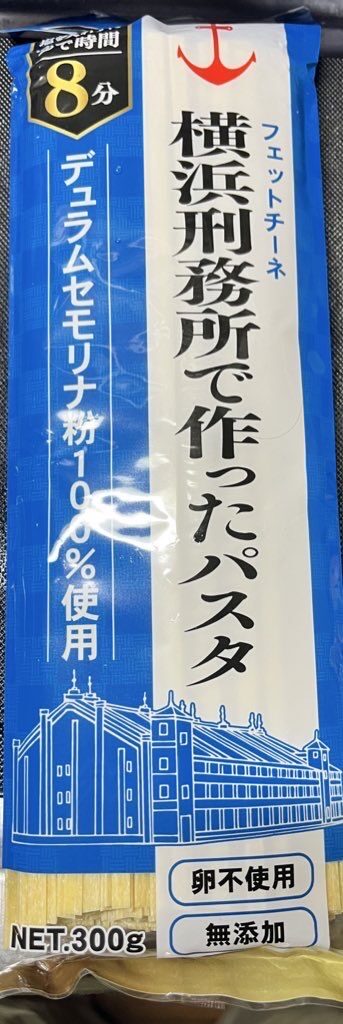 で時間
8分
フェットチーネ
横浜刑務所で作ったパスタ
デュラムセモリナ粉100%使用
卵不使用
無添加
NET.300g